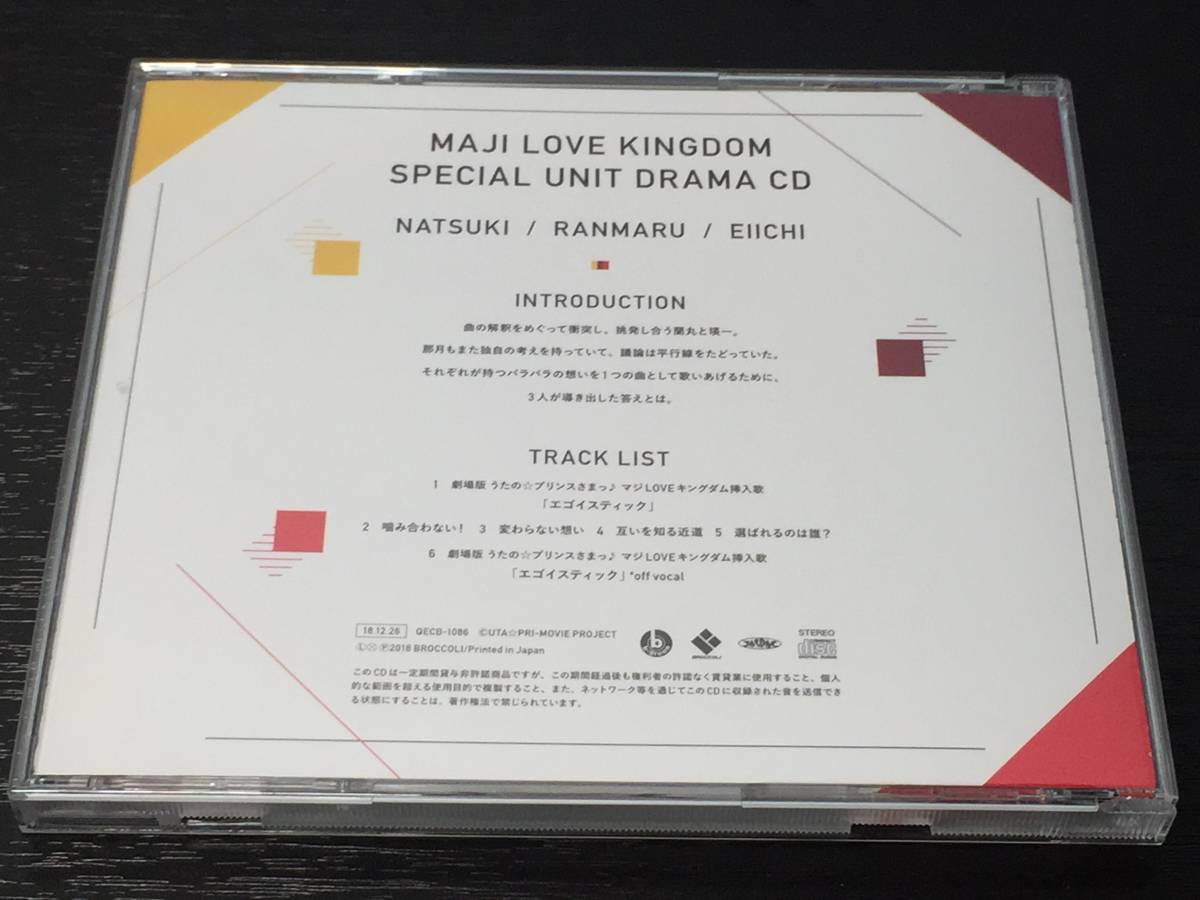 MAJI LOVE KINGDOM
SPECIAL UNIT DRAMA CD
NATSUKI / RANMARU / EIICHI
INTRODUCTION
曲の解釈をめぐって衝突し、挑発し合う蘭丸と瑛一。
那月もまた独自の考えを持っていて、議論は平行線をたどっていた。
それぞれが持つバラバラの想いを1つの曲として歌いあげるために、
3人が導き出した答えとは。
TRACK LIST
1 劇場版 うたの☆プリンスさまっ♪ マジLOVEキングダム挿入歌
「エゴイスティック」
2 噛み合わない! 3 変わらない想い 4 互いを知る近道 5 選ばれるのは誰?
6 劇場版 うたの☆プリンスさまっ♪ マジLOVEキングダム挿入歌
「エゴイスティック」*off vocal
18.12.26 QECB-1086 ©UTA☆PRI-MOVIE PROJECT
Ⓛ Ⓧ Ⓟ2018 BROCCOLI/Printed in Japan
BROCCOLI
STEREO
COMPACT
disc
DIGITAL AUDIO
このCDは一定期間貸与非許諾商品ですが、この期間経過後も権利者の許諾なく賃貸業に使用すること、個人
的な範囲を超える使用目的で複製すること、また、ネットワーク等を通じてこのCDに収録された音を送信でき
る状態にすることは、著作権法で禁じられています。